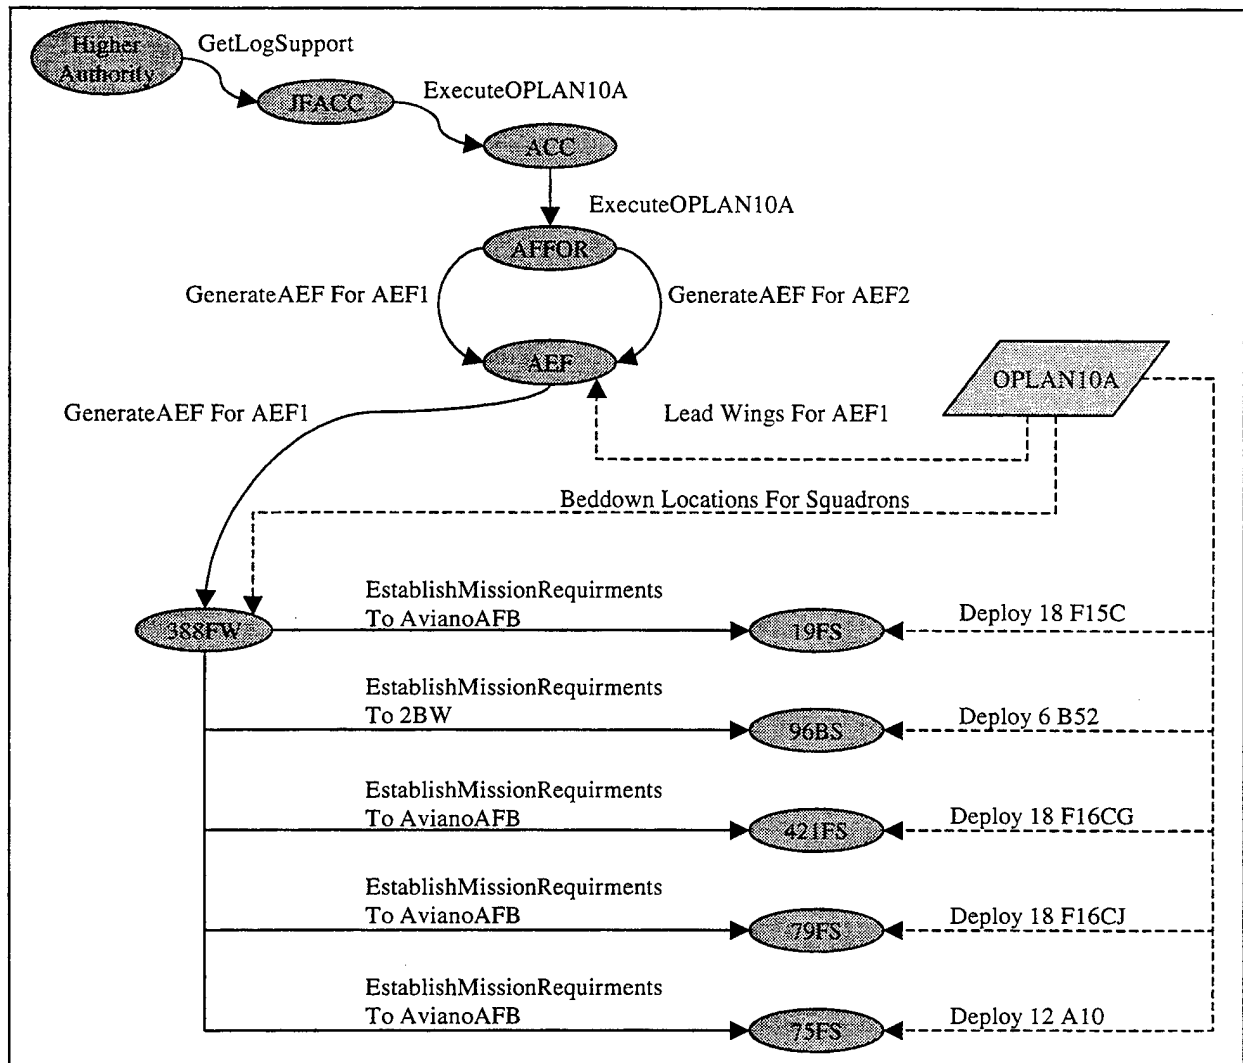 Higher
Authority
GetLogSupport
JFACC
ExecuteOPLAN10A
ACC
ExecuteOPLAN10A
AFFOR
GenerateAEF For AEF1
GenerateAEF For AEF2
AEF
OPLAN10A
GenerateAEF For AEF1
Lead Wings For AEF1
Beddown Locations For Squadrons
388FW
EstablishMissionRequirments
To AvianoAFB
19FS
Deploy 18 F15C
EstablishMissionRequirments
To 2BW
96BS
Deploy 6 B52
EstablishMissionRequirments
To AvianoAFB
421FS
Deploy 18 F16CG
EstablishMissionRequirments
To AvianoAFB
79FS
Deploy 18 F16CJ
EstablishMissionRequirments
To AvianoAFB
75FS
Deploy 12 A10